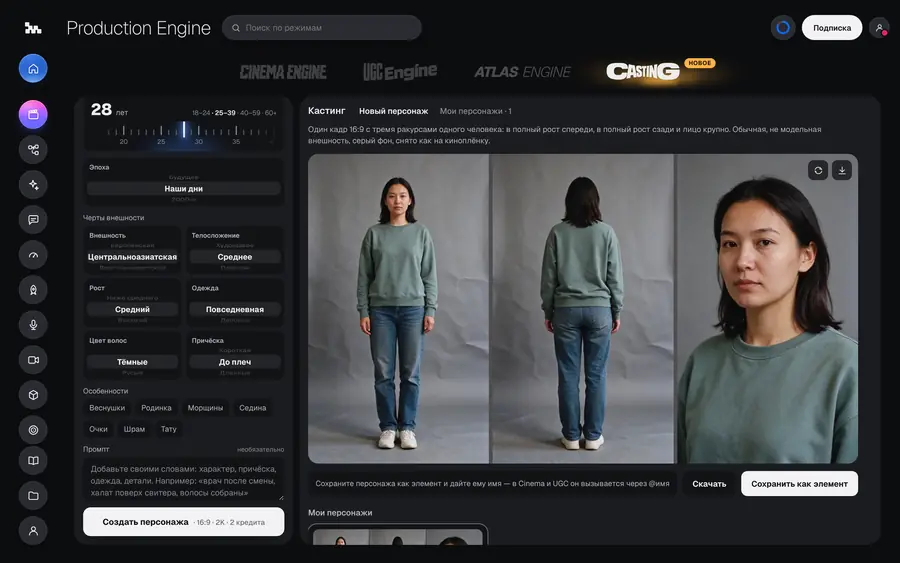 Production Engine
Поиск по режимам
Подписка
CINEMA ENGINE
UGC Engine
ATLAS ENGINE
CASTING
НОВОЕ
28 лет
18–24 · 25–39 · 40–59 · 60+
20 25 30 35
Эпоха
Наши дни
Черты внешности
Внешность
Центральноазиатская
Телосложение
Среднее
Рост
Средний
Одежда
Повседневная
Цвет волос
Тёмные
Причёска
До плеч
Особенности
Веснушки Родинка Морщины Седина
Очки Шрам Тату
Промпт
необязательно
Добавьте своими словами: характер, причёска,
одежда, детали. Например: «врач после смены,
халат поверх свитера, волосы собраны»
Создать персонажа · 16:9 · 2K · 2 кредита
Кастинг
Новый персонаж
Мои персонажи · 1
Один кадр 16:9 с тремя ракурсами одного человека: в полный рост спереди, в полный рост сзади и лицо крупно. Обычная, не модельная
внешность, серый фон, снято как на киноплёнку.
Сохраните персонажа как элемент и дайте ему имя — в Cinema и UGC он вызывается через @имя
Скачать
Сохранить как элемент
Мои персонажи